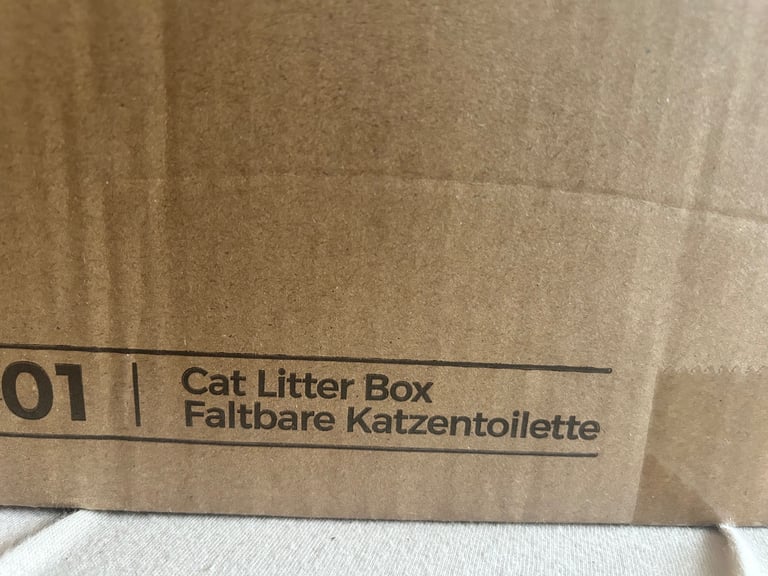 01 | Cat Litter Box
Faltbare Katzentoilette